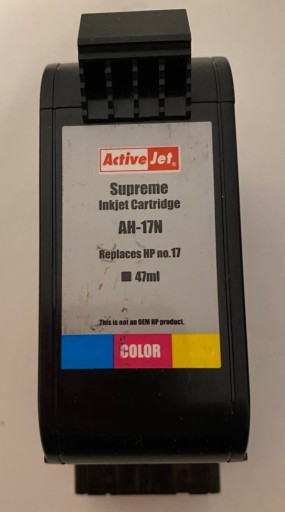 ActiveJet®
Supreme
Inkjet Cartridge
AH-17N
Replaces HP no.17
47ml
This is not an OEM HP product.
COLOR